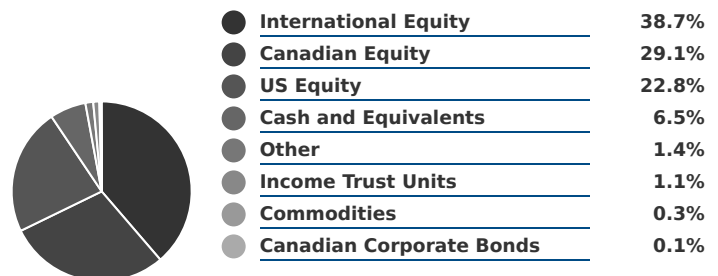 International Equity 38.7%
Canadian Equity 29.1%
US Equity 22.8%
Cash and Equivalents 6.5%
Other 1.4%
Income Trust Units 1.1%
Commodities 0.3%
Canadian Corporate Bonds 0.1%